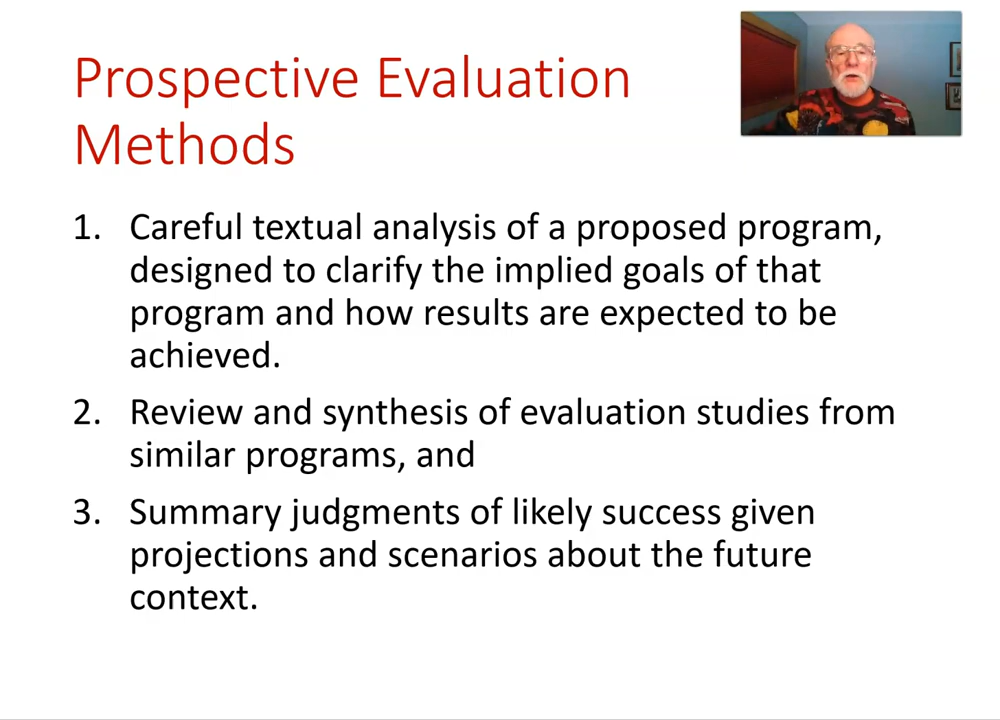 Prospective Evaluation
Methods
1. Careful textual analysis of a proposed program,
designed to clarify the implied goals of that
program and how results are expected to be
achieved.
2. Review and synthesis of evaluation studies from
similar programs, and
3. Summary judgments of likely success given
projections and scenarios about the future
context.